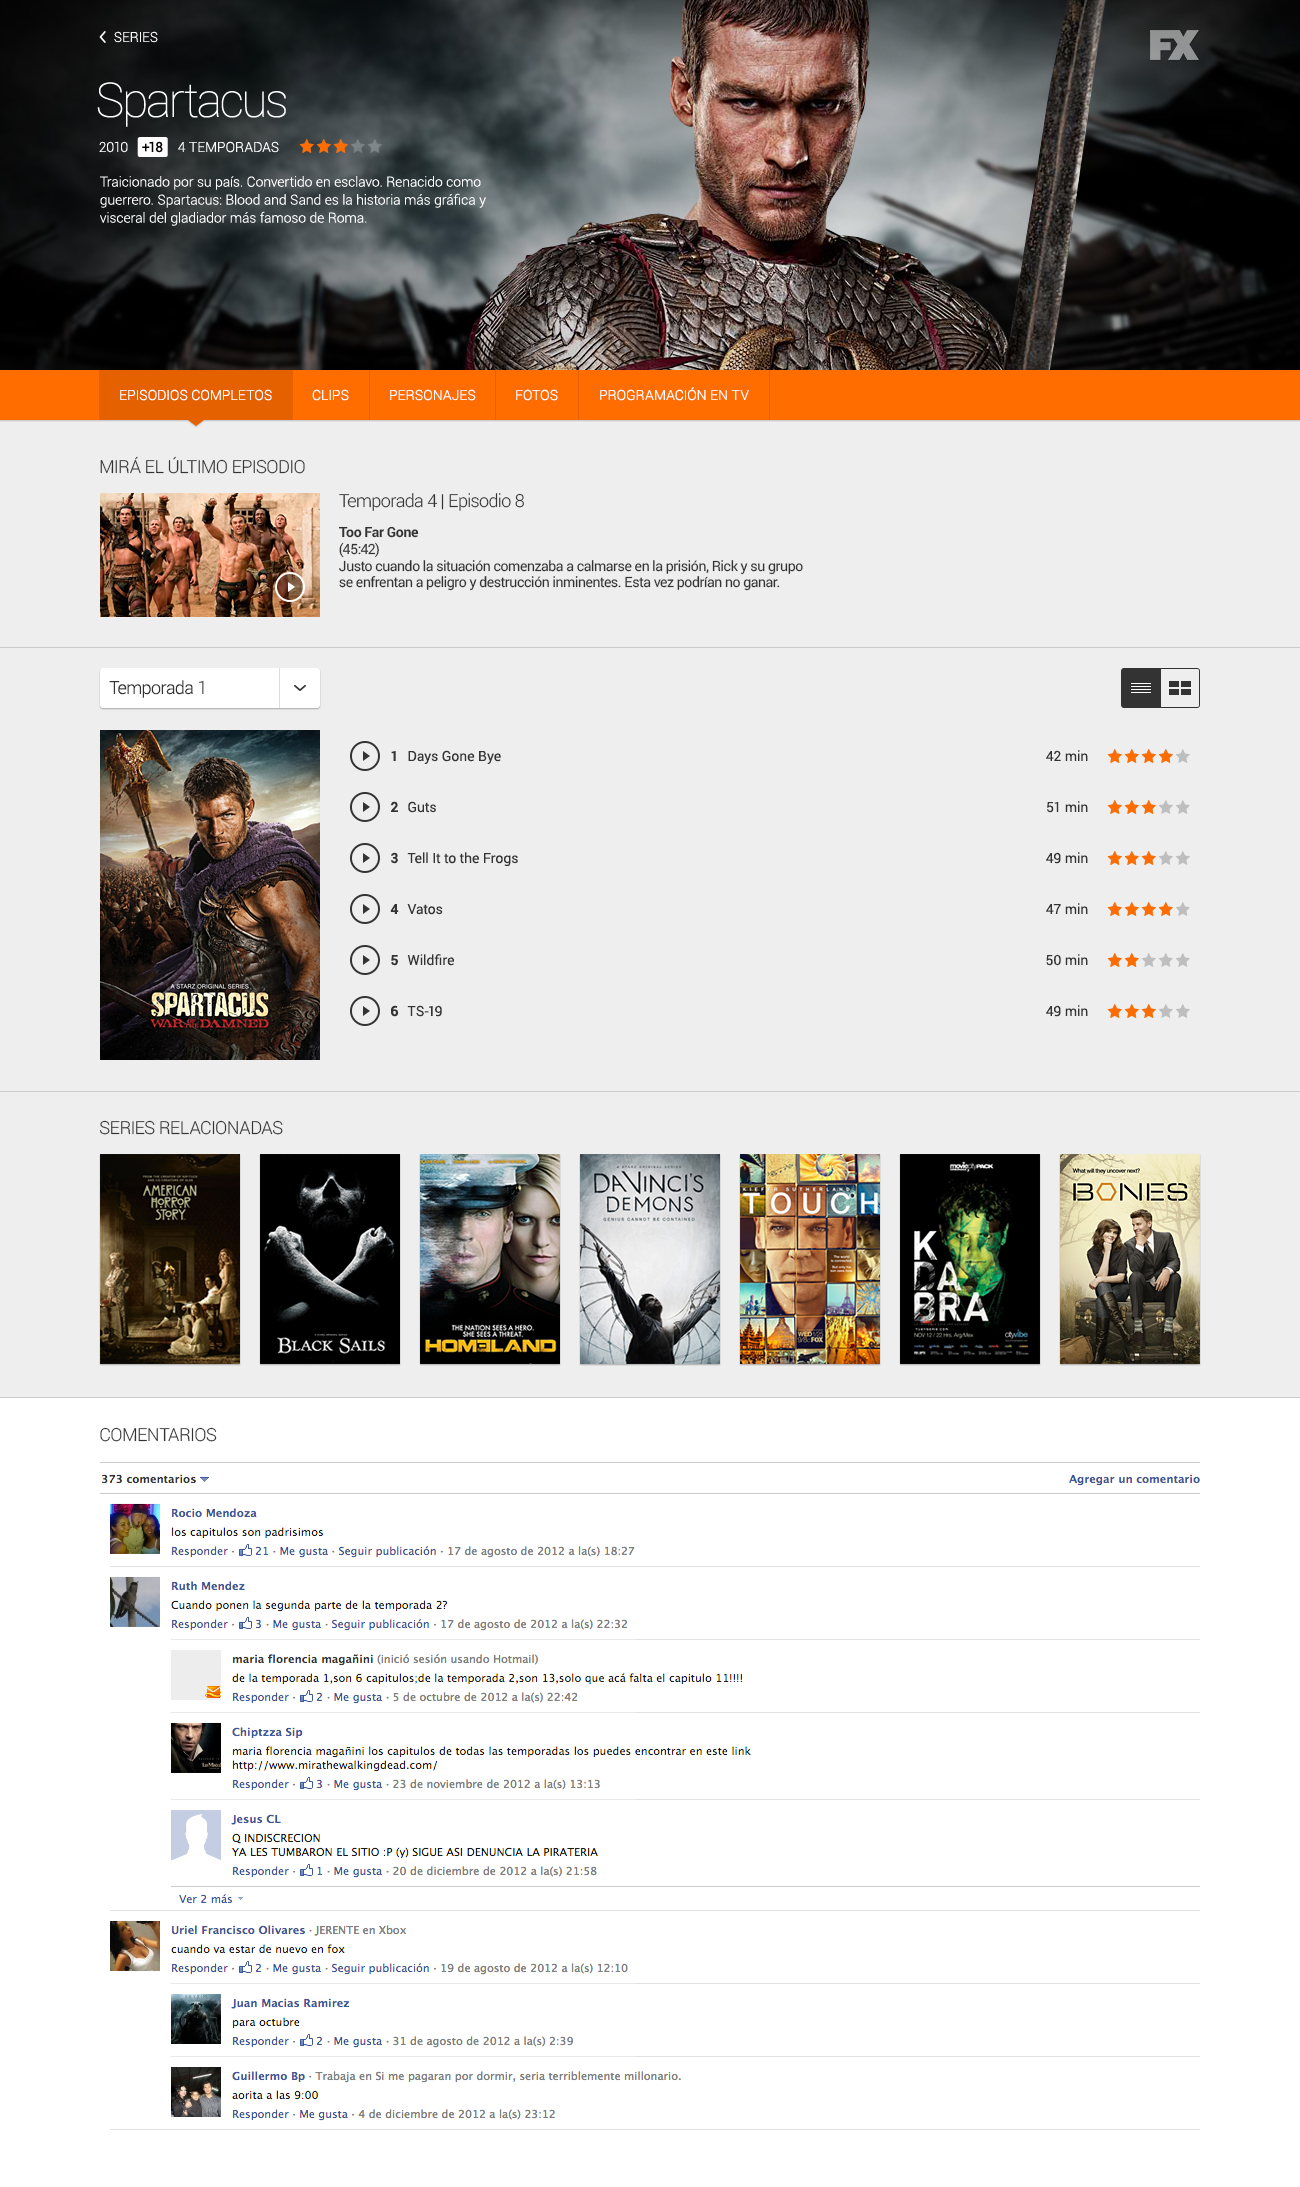 SERIES
FX
Spartacus
2010 +18 4 TEMPORADAS
Traicionado por su país. Convertido en esclavo. Renacido como
guerrero. Spartacus: Blood and Sand es la historia más gráfica y
visceral del gladiador más famoso de Roma.
EPISODIOS COMPLETOS CLIPS PERSONAJES FOTOS PROGRAMACIÓN EN TV
MIRÁ EL ÚLTIMO EPISODIO
Temporada 4 | Episodio 8
Too Far Gone
(45:42)
Justo cuando la situación comenzaba a calmarse en la prisión, Rick y su grupo
se enfrentan a peligro y destrucción inminentes. Esta vez podrían no ganar.
Temporada 1
A STARZ ORIGINAL SERIES
SPARTACUS
WAR OF THE DAMNED
1 Days Gone Bye 42 min
2 Guts 51 min
3 Tell It to the Frogs 49 min
4 Vatos 47 min
5 Wildfire 50 min
6 TS-19 49 min
SERIES RELACIONADAS
AMERICAN
HORROR
STORY
BLACK SAILS
THE NATION SEES A HERO.
SHE SEES A THREAT.
HOMELAND
A STARZ ORIGINAL SERIES
DAVINCI'S
DEMONS
GENIUS CANNOT BE CONTAINED
TOUCH
moviecityPACK
KDABRA
NOV 12 / 22 Hrs. Arg/Mex.
cityvibe
What will they uncover next?
BONES
COMENTARIOS
373 comentarios Agregar un comentario
Rocio Mendoza
los capitulos son padrisimos
Responder · 21 · Me gusta · Seguir publicación · 17 de agosto de 2012 a la(s) 18:27
Ruth Mendez
Cuando ponen la segunda parte de la temporada 2?
Responder · 3 · Me gusta · Seguir publicación · 17 de agosto de 2012 a la(s) 22:32
maria florencia magañini (inició sesión usando Hotmail)
de la temporada 1,son 6 capitulos;de la temporada 2,son 13,solo que acá falta el capitulo 11!!!!
Responder · 2 · Me gusta · 5 de octubre de 2012 a la(s) 22:42
Chiptzza Sip
maria florencia magañini los capitulos de todas las temporadas los puedes encontrar en este link
http://www.mirathewalkingdead.com/
Responder · 3 · Me gusta · 23 de noviembre de 2012 a la(s) 13:13
Jesus CL
Q INDISCRECION
YA LES TUMBARON EL SITIO :P (y) SIGUE ASI DENUNCIA LA PIRATERIA
Responder · 1 · Me gusta · 20 de diciembre de 2012 a la(s) 21:58
Ver 2 más
Uriel Francisco Olivares · JERENTE en Xbox
cuando va estar de nuevo en fox
Responder · 2 · Me gusta · Seguir publicación · 19 de agosto de 2012 a la(s) 12:10
Juan Macias Ramirez
para octubre
Responder · 2 · Me gusta · 31 de agosto de 2012 a la(s) 2:39
Guillermo Bp · Trabaja en Si me pagaran por dormir, seria terriblemente millonario.
aorita a las 9:00
Responder · Me gusta · 4 de diciembre de 2012 a la(s) 23:12